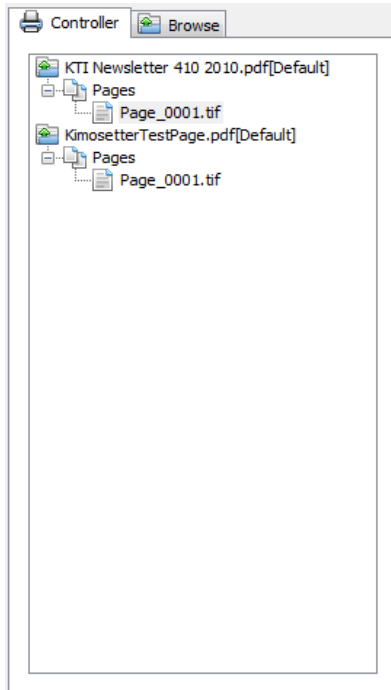 Controller
Browse
KTI Newsletter 410 2010.pdf[Default]
Pages
Page_0001.tif
KimosetterTestPage.pdf[Default]
Pages
Page_0001.tif